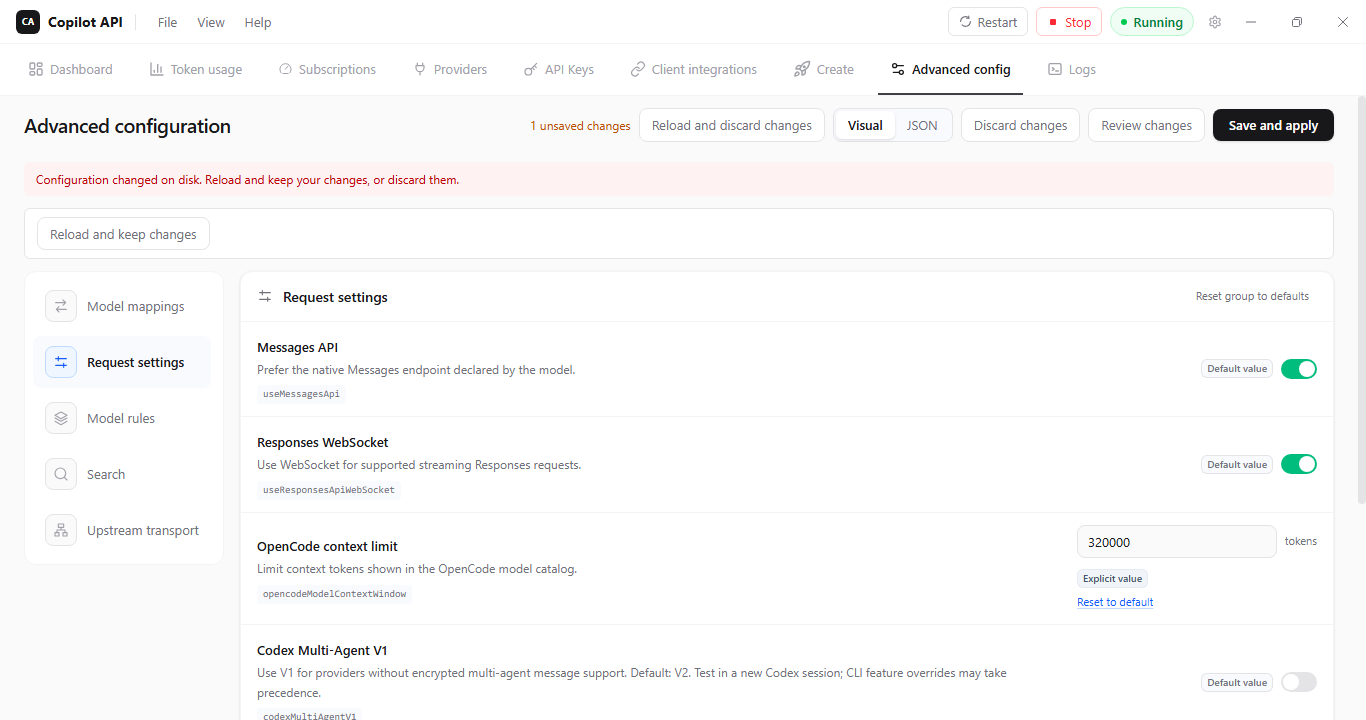 CA Copilot API File View Help Restart Stop Running
Dashboard Token usage Subscriptions Providers API Keys Client integrations Create Advanced config Logs
Advanced configuration 1 unsaved changes Reload and discard changes Visual JSON Discard changes Review changes Save and apply
Configuration changed on disk. Reload and keep your changes, or discard them.
Reload and keep changes
Model mappings
Request settings
Model rules
Search
Upstream transport
Request settings Reset group to defaults
Messages API
Prefer the native Messages endpoint declared by the model.
useMessagesApi
Default value
Responses WebSocket
Use WebSocket for supported streaming Responses requests.
useResponsesApiWebSocket
Default value
OpenCode context limit
Limit context tokens shown in the OpenCode model catalog.
opencodeModelContextWindow
320000 tokens
Explicit value
Reset to default
Codex Multi-Agent V1
Use V1 for providers without encrypted multi-agent message support. Default: V2. Test in a new Codex session; CLI feature overrides may take
precedence.
codexMultiAgentV1
Default value